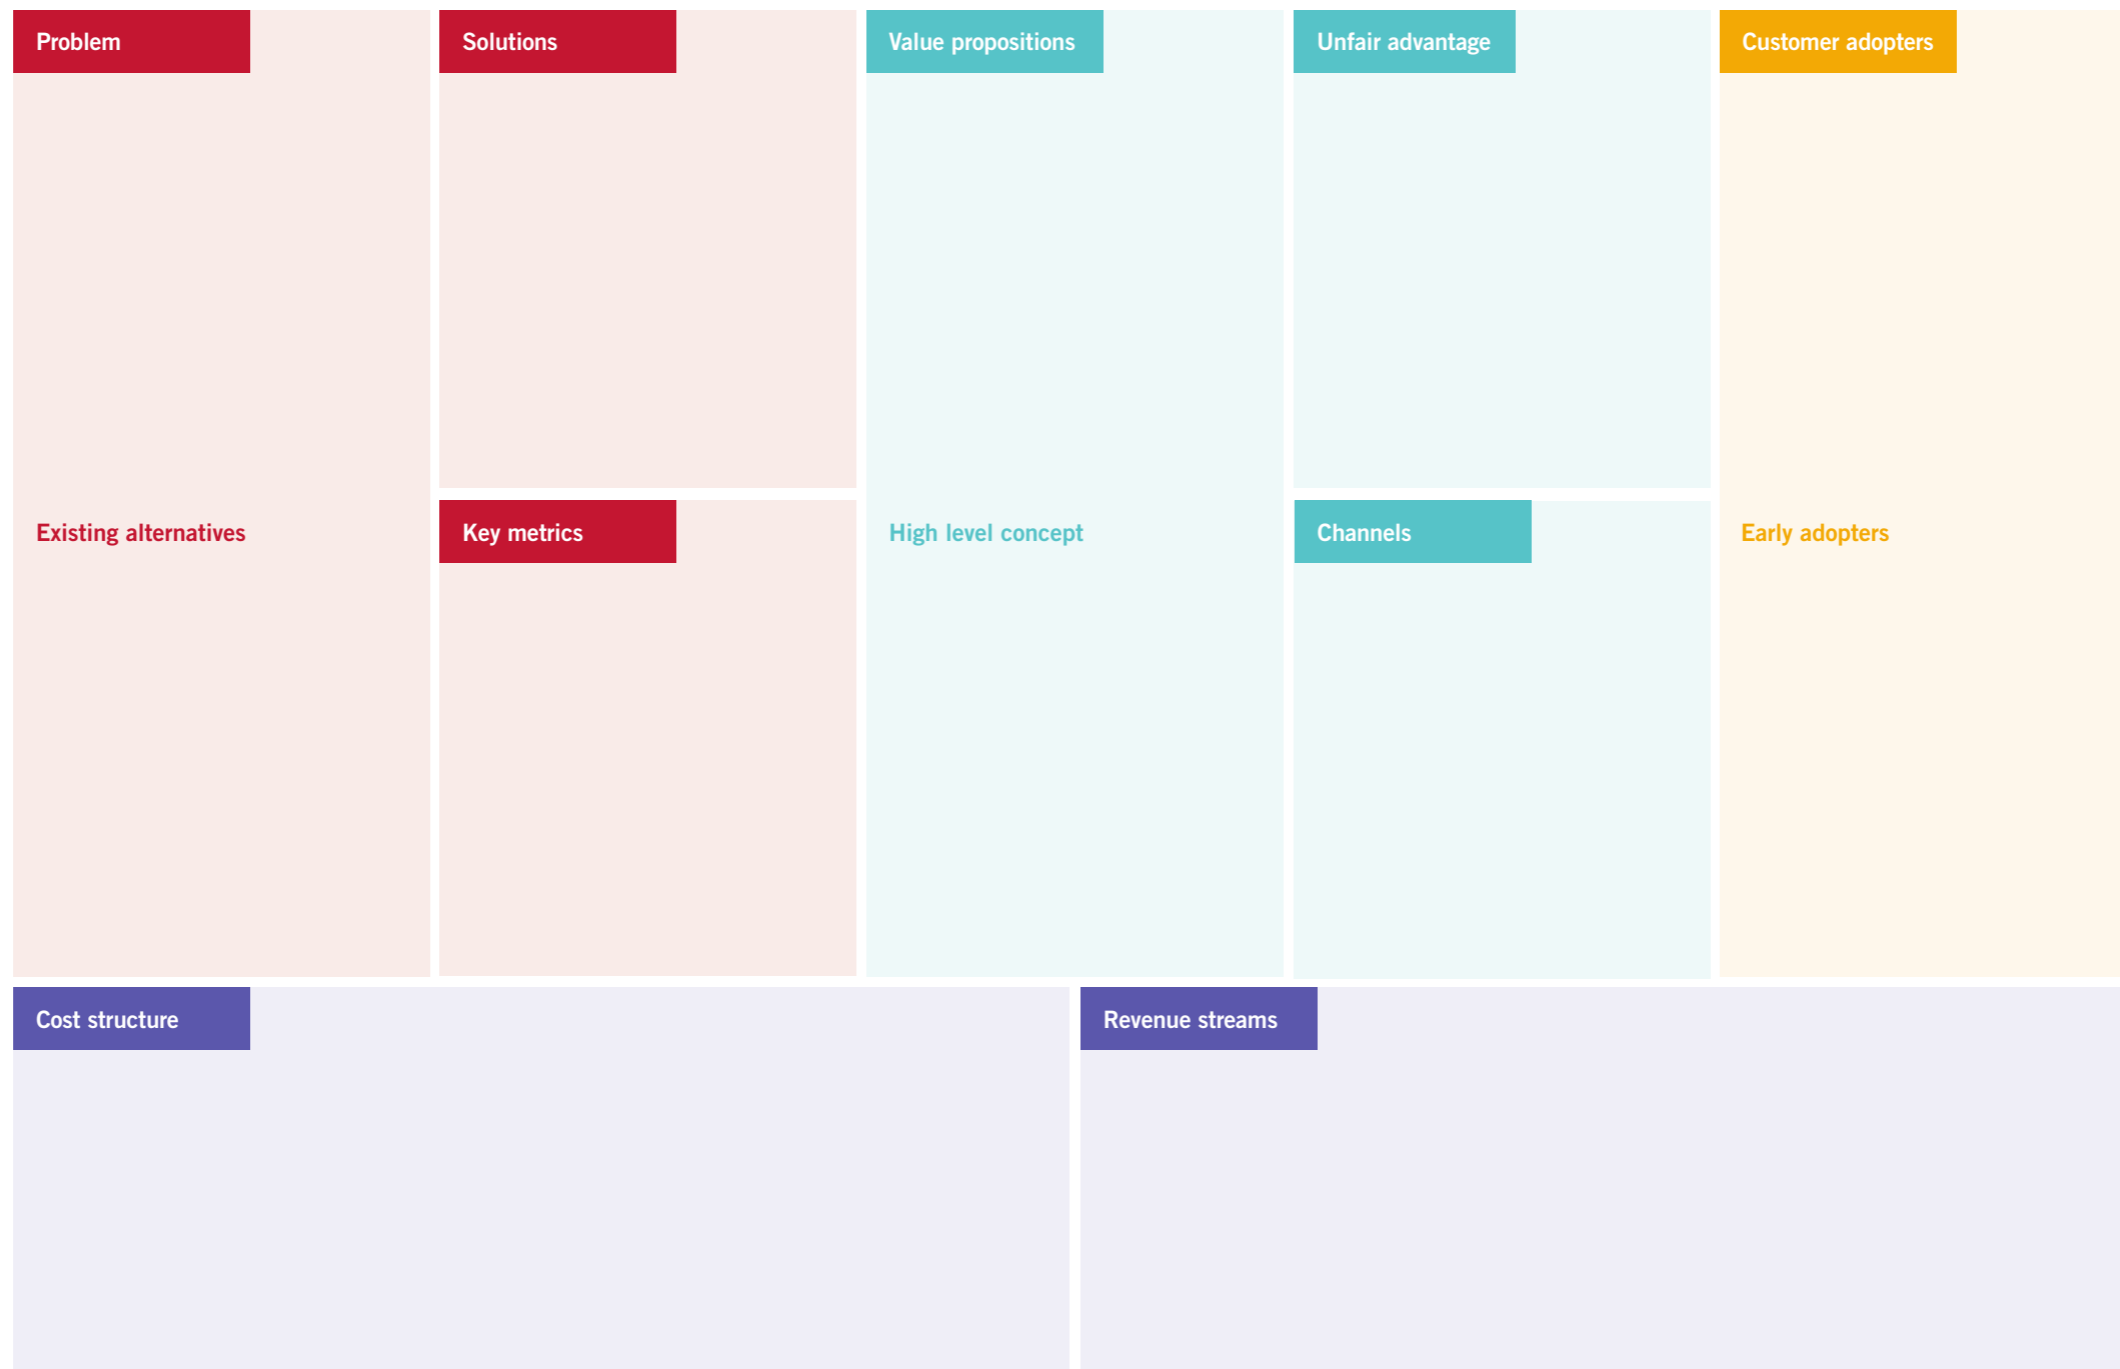 Problem
Solutions
Value propositions
Unfair advantage
Customer adopters
Existing alternatives
Key metrics
High level concept
Channels
Early adopters
Cost structure
Revenue streams